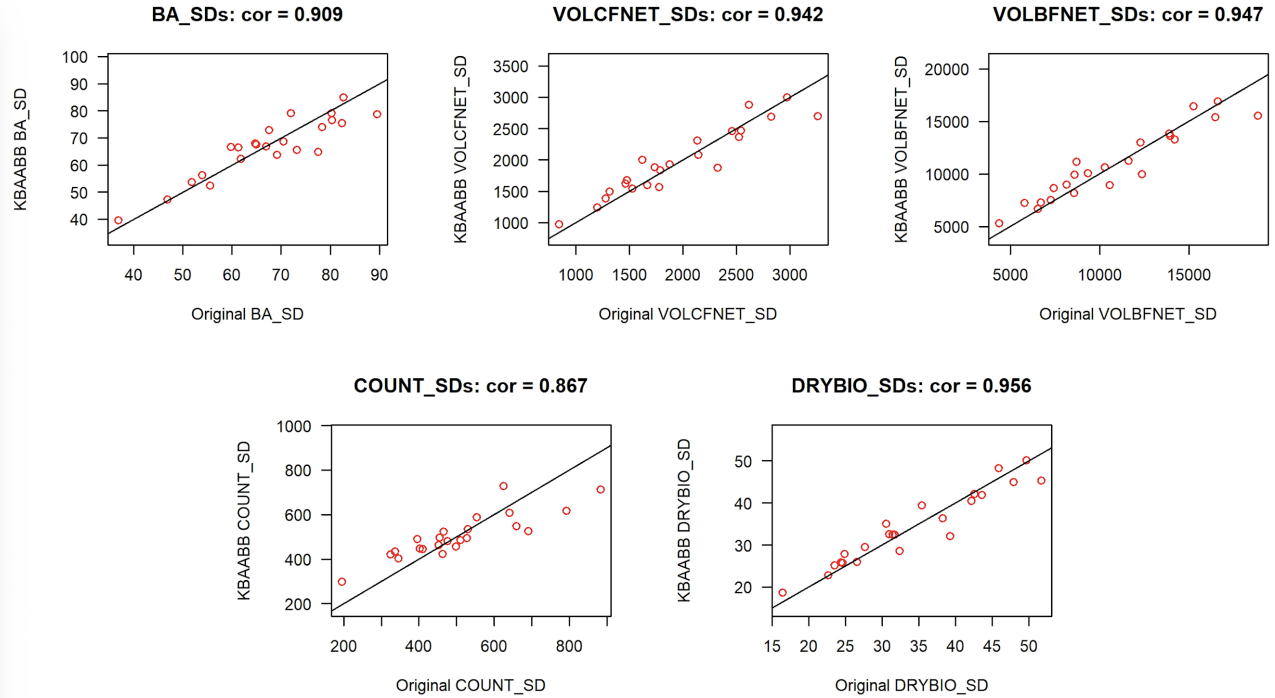 BA_SDs: cor = 0.909
KBAABB BA_SD
100
90
80
70
60
50
40
40 50 60 70 80 90
Original BA_SD
VOLCFNET_SDs: cor = 0.942
KBAABB VOLCFNET_SD
3500
3000
2500
2000
1500
1000
1000 1500 2000 2500 3000
Original VOLCFNET_SD
VOLBFNET_SDs: cor = 0.947
KBAABB VOLBFNET_SD
20000
15000
10000
5000
5000 10000 15000
Original VOLBFNET_SD
COUNT_SDs: cor = 0.867
KBAABB COUNT_SD
1000
800
600
400
200
200 400 600 800
Original COUNT_SD
DRYBIO_SDs: cor = 0.956
KBAABB DRYBIO_SD
50
40
30
20
15 20 25 30 35 40 45 50
Original DRYBIO_SD